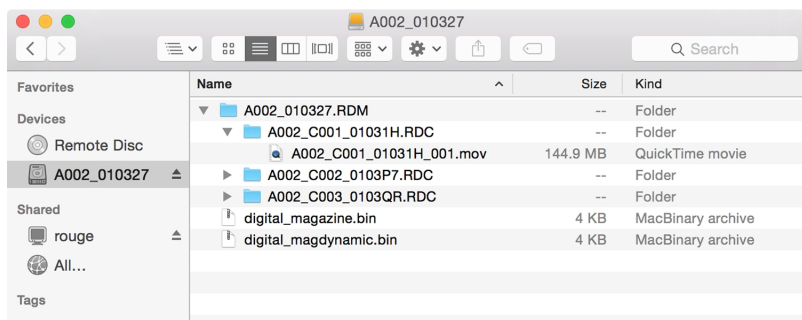 A002_010327
Search
Favorites
Devices
Remote Disc
A002_010327
Shared
rouge
All...
Tags
Name Size Kind
A002_010327.RDM -- Folder
A002_C001_01031H.RDC -- Folder
A002_C001_01031H_001.mov 144.9 MB QuickTime movie
A002_C002_0103P7.RDC -- Folder
A002_C003_0103QR.RDC -- Folder
digital_magazine.bin 4 KB MacBinary archive
digital_magdynamic.bin 4 KB MacBinary archive